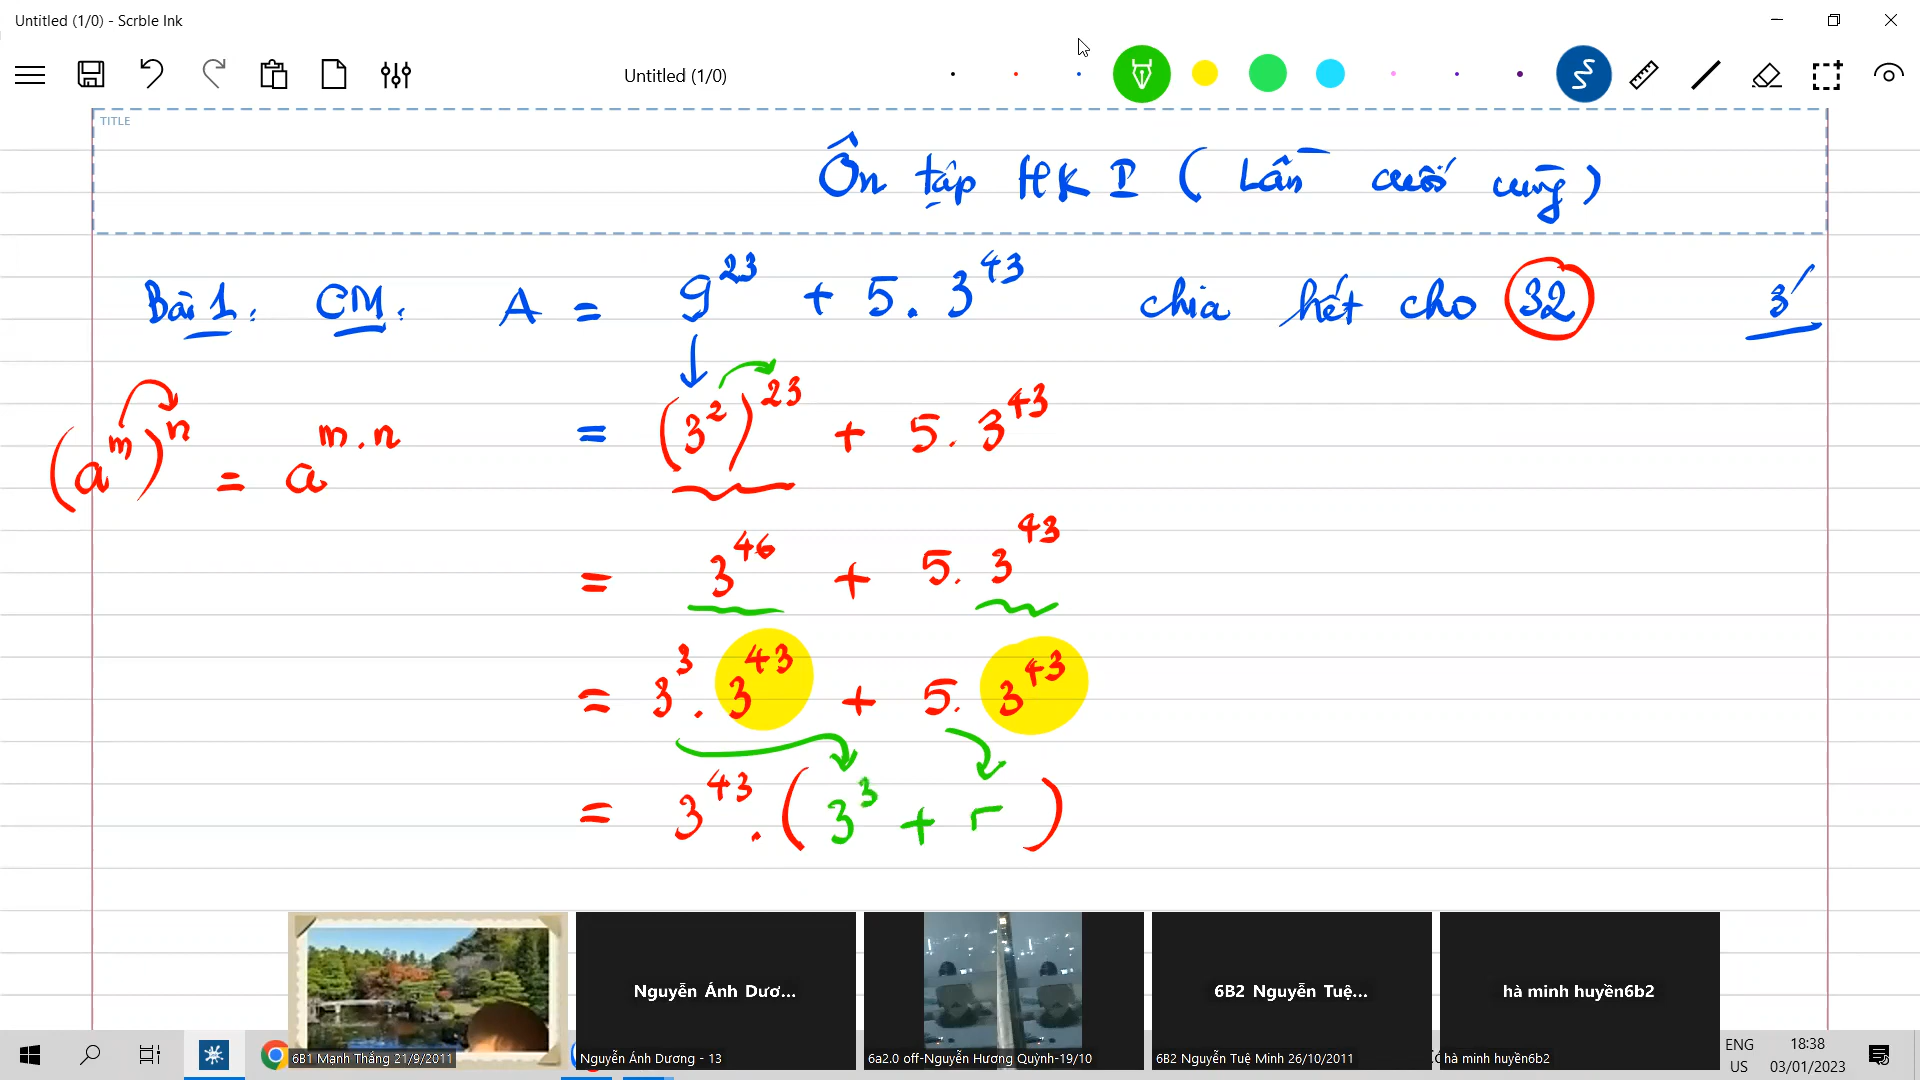 Untitled (1/0) - Scrble Ink
Untitled (1/0)
TITLE
Ôn tập HK I ( Lần cuối cùng )
Bài 1: CM: A = 9^23 + 5.3^43 chia hết cho 32 3'
(a^m)^n = a^m.n
= (3^2)^23 + 5.3^43
= 3^46 + 5.3^43
= 3^3.3^43 + 5.3^43
= 3^43.(3^3 + )
Nguyễn Ánh Dươ...
6B2 Nguyễn Tuệ...
hà minh huyền6b2
6B1 Mạnh Thắng 21/9/2011
Nguyễn Ánh Dương - 13
6a2.0 off-Nguyễn Hương Quỳnh-19/10
6B2 Nguyễn Tuệ Minh 26/10/2011
hà minh huyền6b2
ENG
US
18:38
03/01/2023